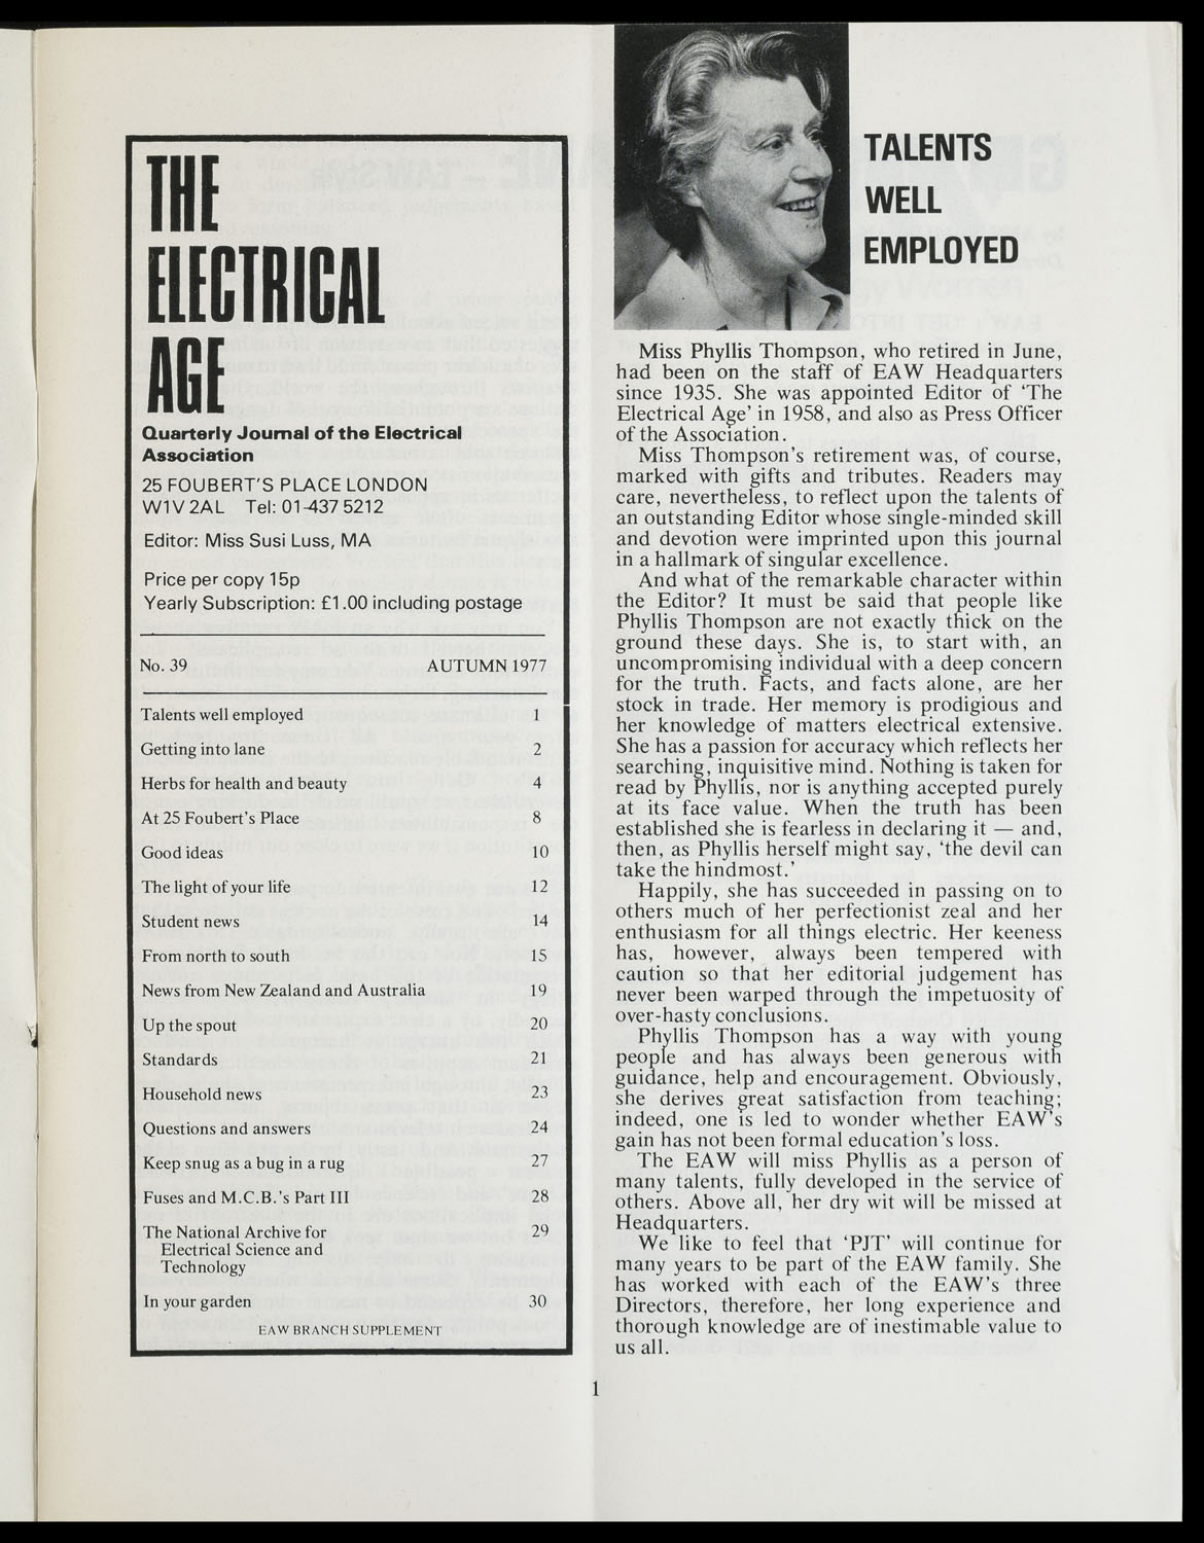 THE
ELECTRICAL
AGE
Quarterly Journal of the Electrical
Association
25 FOUBERT'S PLACE LONDON
W1V 2AL Tel: 01-437 5212
Editor: Miss Susi Luss, MA
Price per copy 15p
Yearly Subscription: £1.00 including postage
No. 39 AUTUMN 1977
Talents well employed 1
Getting into lane 2
Herbs for health and beauty 4
At 25 Foubert's Place 8
Good ideas 10
The light of your life 12
Student news 14
From north to south 15
News from New Zealand and Australia 19
Up the spout 20
Standards 21
Household news 23
Questions and answers 24
Keep snug as a bug in a rug 27
Fuses and M.C.B.'s Part III 28
The National Archive for 29
Electrical Science and
Technology
In your garden 30
EAW BRANCH SUPPLEMENT
TALENTS
WELL
EMPLOYED
Miss Phyllis Thompson, who retired in June,
had been on the staff of EAW Headquarters
since 1935. She was appointed Editor of ‘The
Electrical Age’ in 1958, and also as Press Officer
of the Association.
Miss Thompson's retirement was, of course,
marked with gifts and tributes. Readers may
care, nevertheless, to reflect upon the talents of
an outstanding Editor whose single-minded skill
and devotion were imprinted upon this journal
in a hallmark of singular excellence.
And what of the remarkable character within
the Editor? It must be said that people like
Phyllis Thompson are not exactly thick on the
ground these days. She is, to start with, an
uncompromising individual with a deep concern
for the truth. Facts, and facts alone, are her
stock in trade. Her memory is prodigious and
her knowledge of matters electrical extensive.
She has a passion for accuracy which reflects her
searching, inquisitive mind. Nothing is taken for
read by Phyllis, nor is anything accepted purely
at its face value. When the truth has been
established she is fearless in declaring it — and,
then, as Phyllis herself might say, ‘the devil can
take the hindmost.’
Happily, she has succeeded in passing on to
others much of her perfectionist zeal and her
enthusiasm for all things electric. Her keeness
has, however, always been tempered with
caution so that her editorial judgement has
never been warped through the impetuosity of
over-hasty conclusions.
Phyllis Thompson has a way with young
people and has always been generous with
guidance, help and encouragement. Obviously,
she derives great satisfaction from teaching;
indeed, one is led to wonder whether EAW's
gain has not been formal education's loss.
The EAW will miss Phyllis as a person of
many talents, fully developed in the service of
others. Above all, her dry wit will be missed at
Headquarters.
We like to feel that ‘PJT’ will continue for
many years to be part of the EAW family. She
has worked with each of the EAW's three
Directors, therefore, her long experience and
thorough knowledge are of inestimable value to
us all.
1